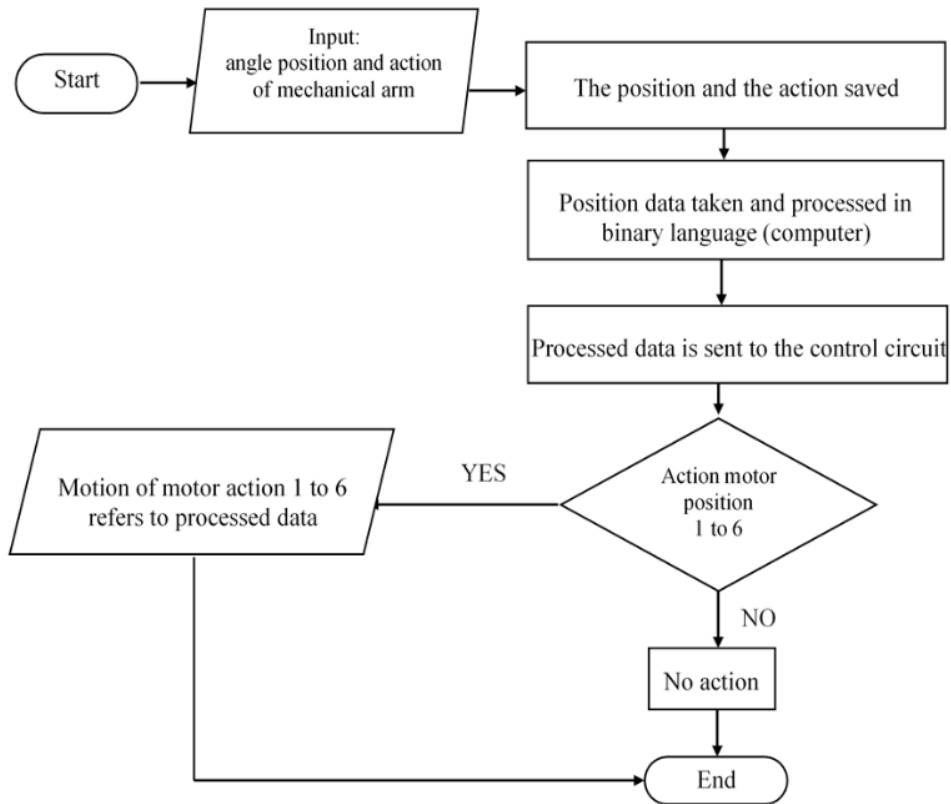 Start
Input:
angle position and action
of mechanical arm
The position and the action saved
Position data taken and processed in
binary language (computer)
Processed data is sent to the control circuit
Action motor
position
1 to 6
YES
Motion of motor action 1 to 6
refers to processed data
NO
No action
End